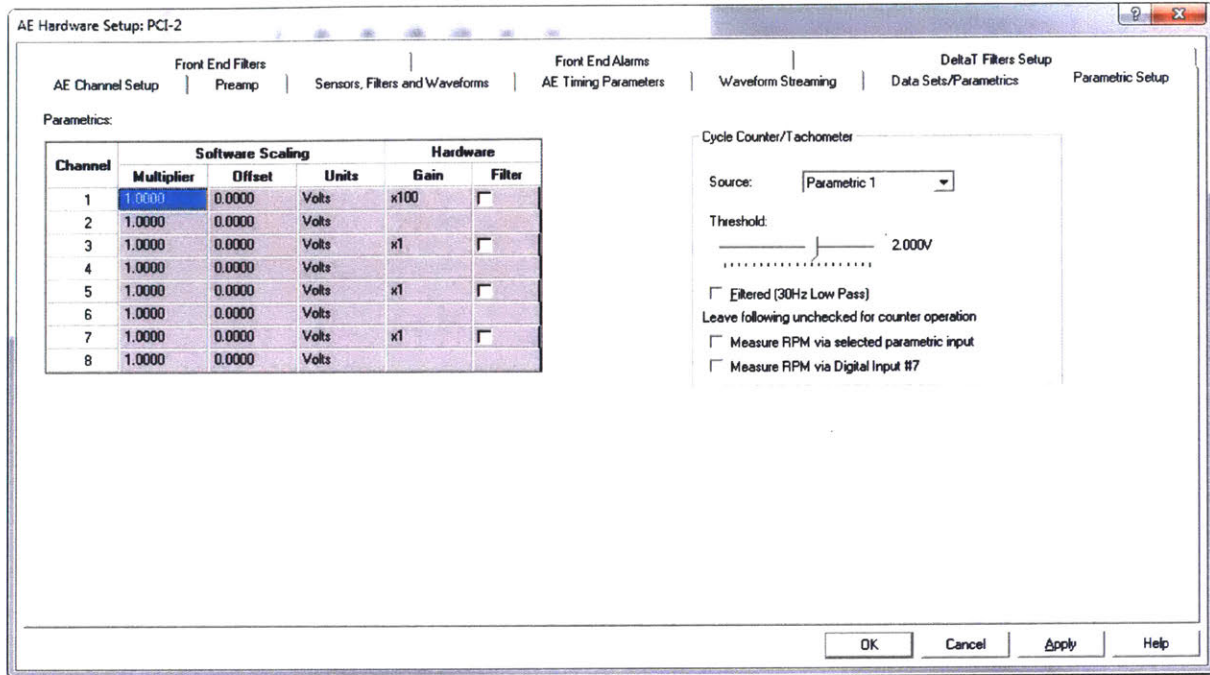 AE Hardware Setup: PCI-2
Front End Filters Front End Alarms DeltaT Filters Setup
AE Channel Setup Preamp Sensors, Filters and Waveforms AE Timing Parameters Waveform Streaming Data Sets/Parametrics Parametric Setup
Parametrics:
Channel Software Scaling Hardware
Multiplier Offset Units Gain Filter
1 1.0000 0.0000 Volts x100
2 1.0000 0.0000 Volts
3 1.0000 0.0000 Volts x1
4 1.0000 0.0000 Volts
5 1.0000 0.0000 Volts x1
6 1.0000 0.0000 Volts
7 1.0000 0.0000 Volts x1
8 1.0000 0.0000 Volts
Cycle Counter/Tachometer
Source: Parametric 1
Threshold:
2.000V
Filtered (30Hz Low Pass)
Leave following unchecked for counter operation
Measure RPM via selected parametric input
Measure RPM via Digital Input #7
OK Cancel Apply Help